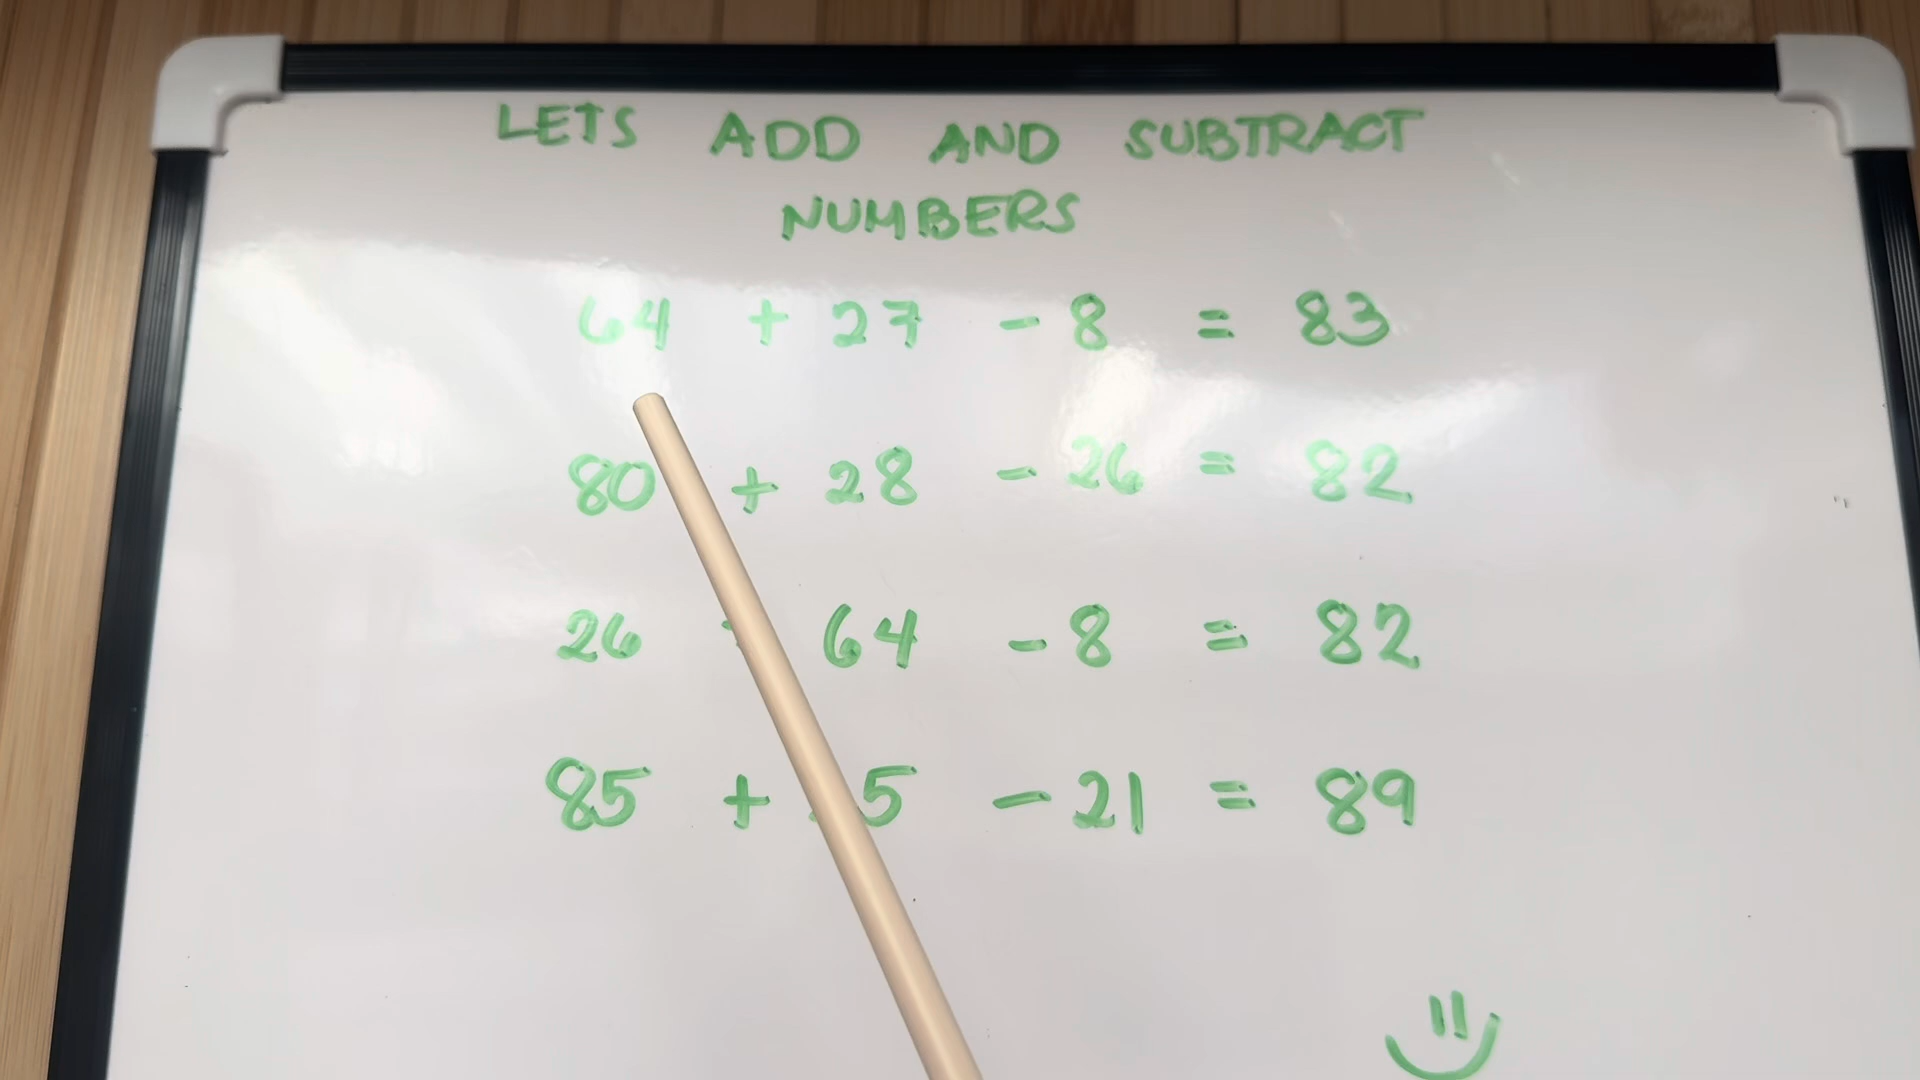 LETS ADD AND SUBTRACT
NUMBERS
64 + 27 - 8 = 83
80 + 28 - 26 = 82
26 64 - 8 = 82
85 + 5 - 21 = 89